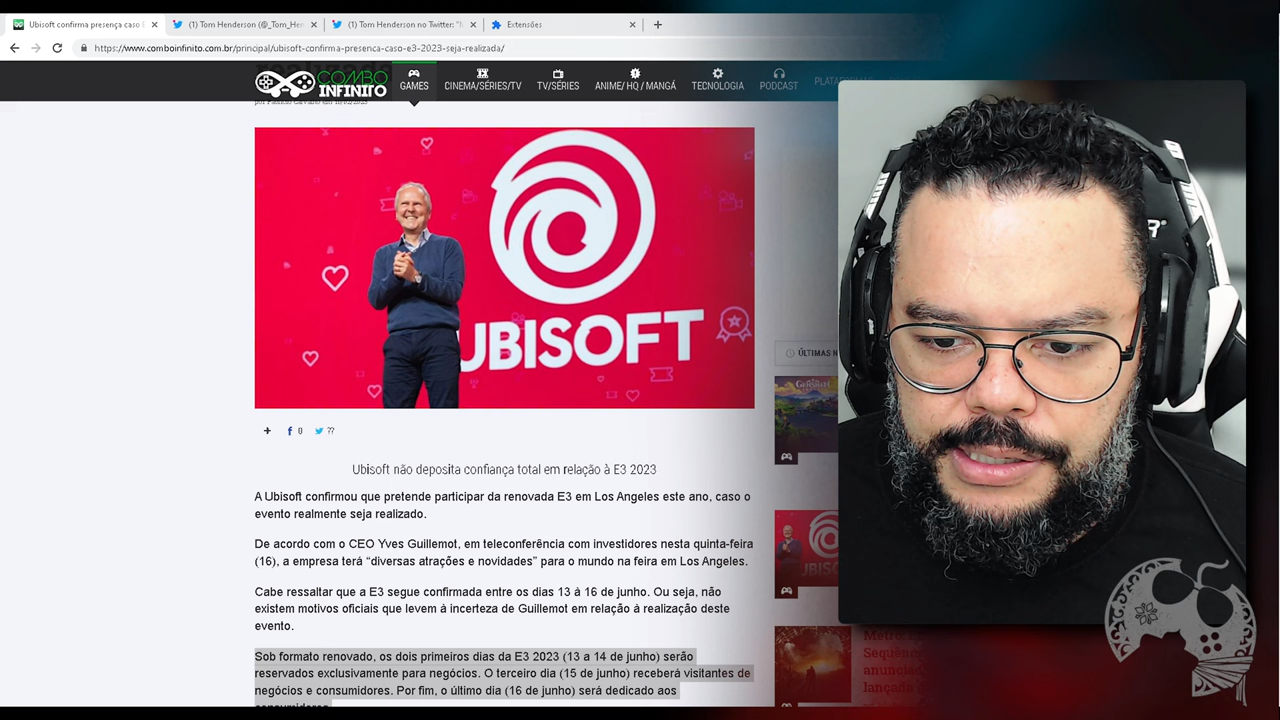 Ubisoft confirma presença caso
(1) Tom Henderson (@_Tom_Hen
(1) Tom Henderson no Twitter: "
Extensões
https://www.comboinfinito.com.br/principal/ubisoft-confirma-presenca-caso-e3-2023-seja-realizada/
COMBO
INFINITO
GAMES
CINEMA/SÉRIES/TV
TV/SÉRIES
ANIME/ HQ / MANGÁ
TECNOLOGIA
PODCAST
UBISOFT
0
??
ÚLTIMAS N
Ubisoft não deposita confiança total em relação à E3 2023
A Ubisoft confirmou que pretende participar da renovada E3 em Los Angeles este ano, caso o
evento realmente seja realizado.
De acordo com o CEO Yves Guillemot, em teleconferência com investidores nesta quinta-feira
(16), a empresa terá “diversas atrações e novidades” para o mundo na feira em Los Angeles.
Cabe ressaltar que a E3 segue confirmada entre os dias 13 à 16 de junho. Ou seja, não
existem motivos oficiais que levem à incerteza de Guillemot em relação à realização deste
evento.
Sob formato renovado, os dois primeiros dias da E3 2023 (13 a 14 de junho) serão
reservados exclusivamente para negócios. O terceiro dia (15 de junho) receberá visitantes de
negócios e consumidores. Por fim, o último dia (16 de junho) será dedicado aos
consumidores
Metro:
Sequên
anunci
lançada